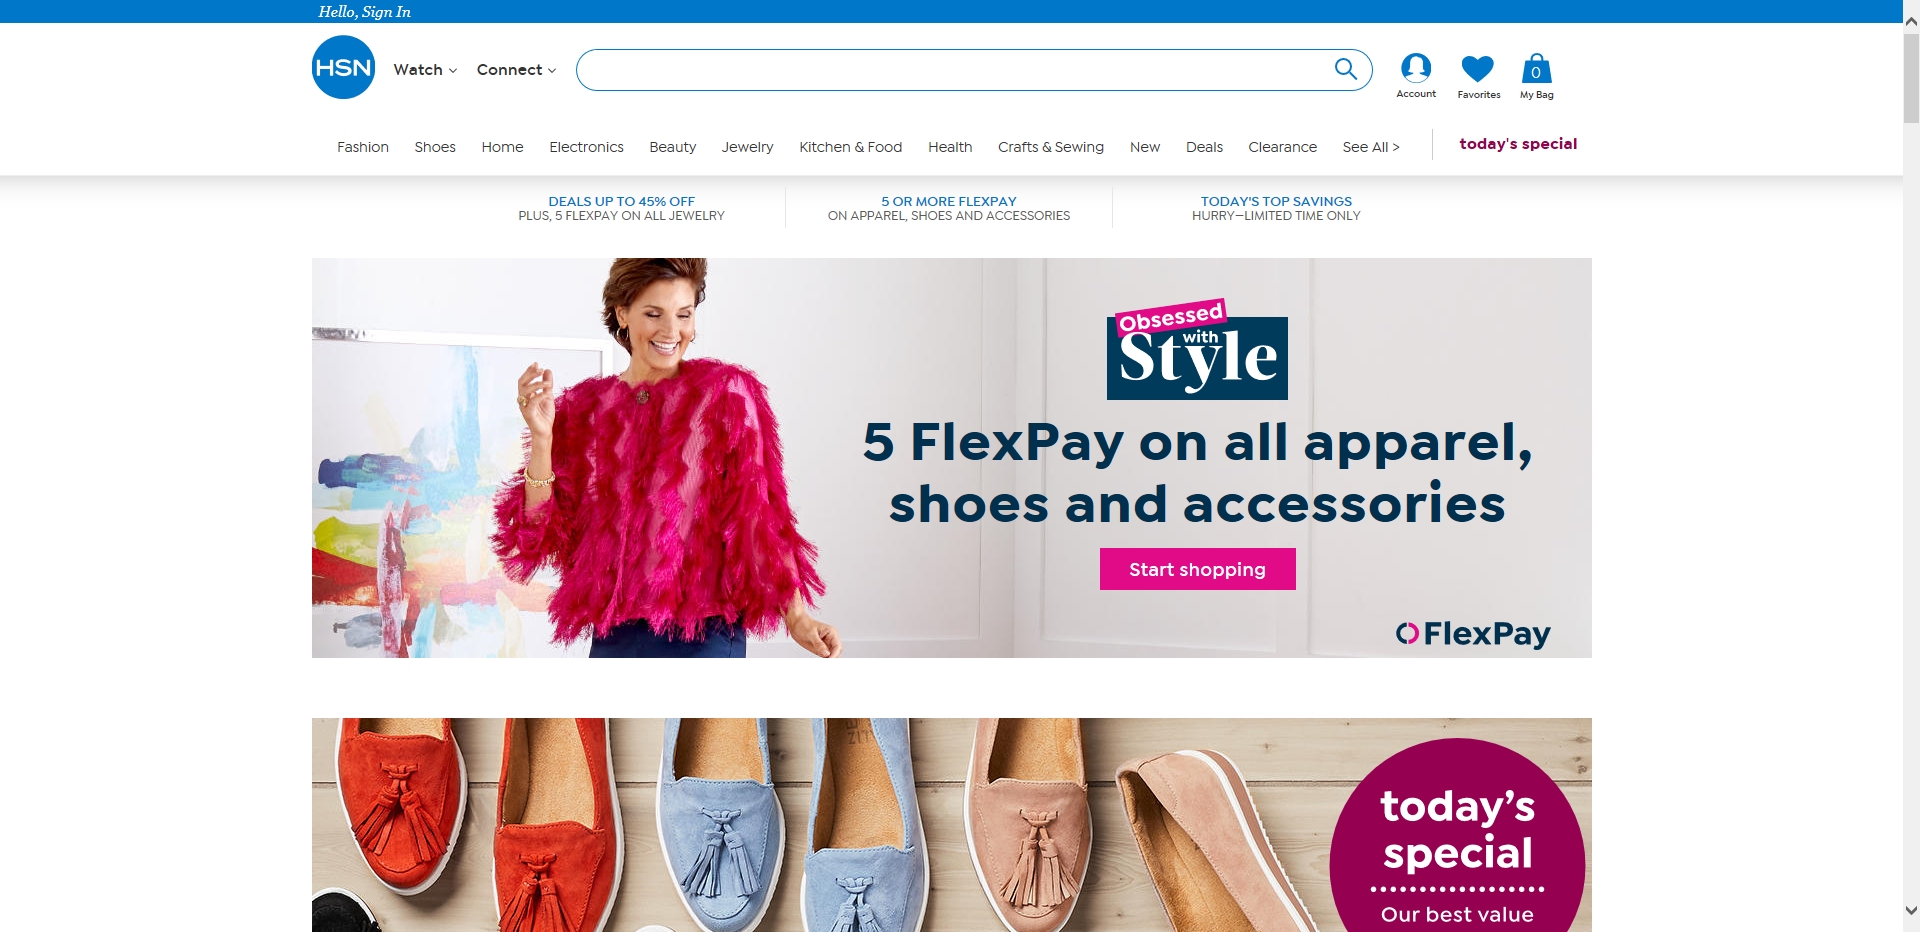 Hello, Sign In
HSN
Watch
Connect
Account
Favorites
0
My Bag
Fashion
Shoes
Home
Electronics
Beauty
Jewelry
Kitchen & Food
Health
Crafts & Sewing
New
Deals
Clearance
See All >
today's special
DEALS UP TO 45% OFF
PLUS, 5 FLEXPAY ON ALL JEWELRY
5 OR MORE FLEXPAY
ON APPAREL, SHOES AND ACCESSORIES
TODAY'S TOP SAVINGS
HURRY—LIMITED TIME ONLY
Obsessed
with
Style
5 FlexPay on all apparel,
shoes and accessories
Start shopping
FlexPay
today's
special
Our best value